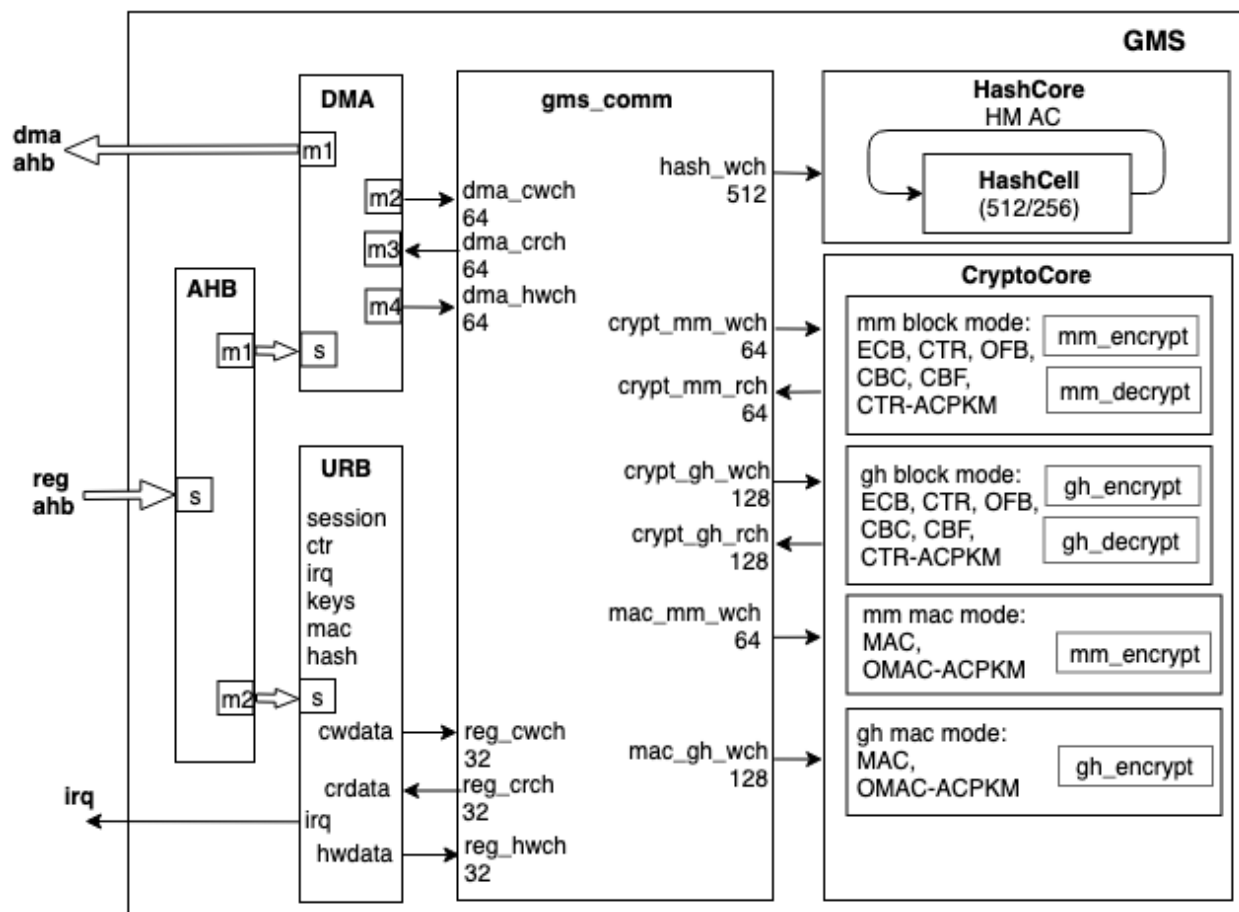 GMS
dma
ahb
reg
ahb
irq
AHB
m1
s
m2
DMA
m1
m2
m3
m4
s
URB
session
ctr
irq
keys
mac
hash
s
cwdata
crdata
irq
hwdata
gms_comm
dma_cwch
64
dma_crch
64
dma_hwch
64
reg_cwch
32
reg_crch
32
reg_hwch
32
hash_wch
512
crypt_mm_wch
64
crypt_mm_rch
64
crypt_gh_wch
128
crypt_gh_rch
128
mac_mm_wch
64
mac_gh_wch
128
HashCore
HM AC
HashCell
(512/256)
CryptoCore
mm block mode:
ECB, CTR, OFB,
CBC, CBF,
CTR-ACPKM
mm_encrypt
mm_decrypt
gh block mode:
ECB, CTR, OFB,
CBC, CBF,
CTR-ACPKM
gh_encrypt
gh_decrypt
mm mac mode:
MAC,
OMAC-ACPKM
mm_encrypt
gh mac mode:
MAC,
OMAC-ACPKM
gh_encrypt